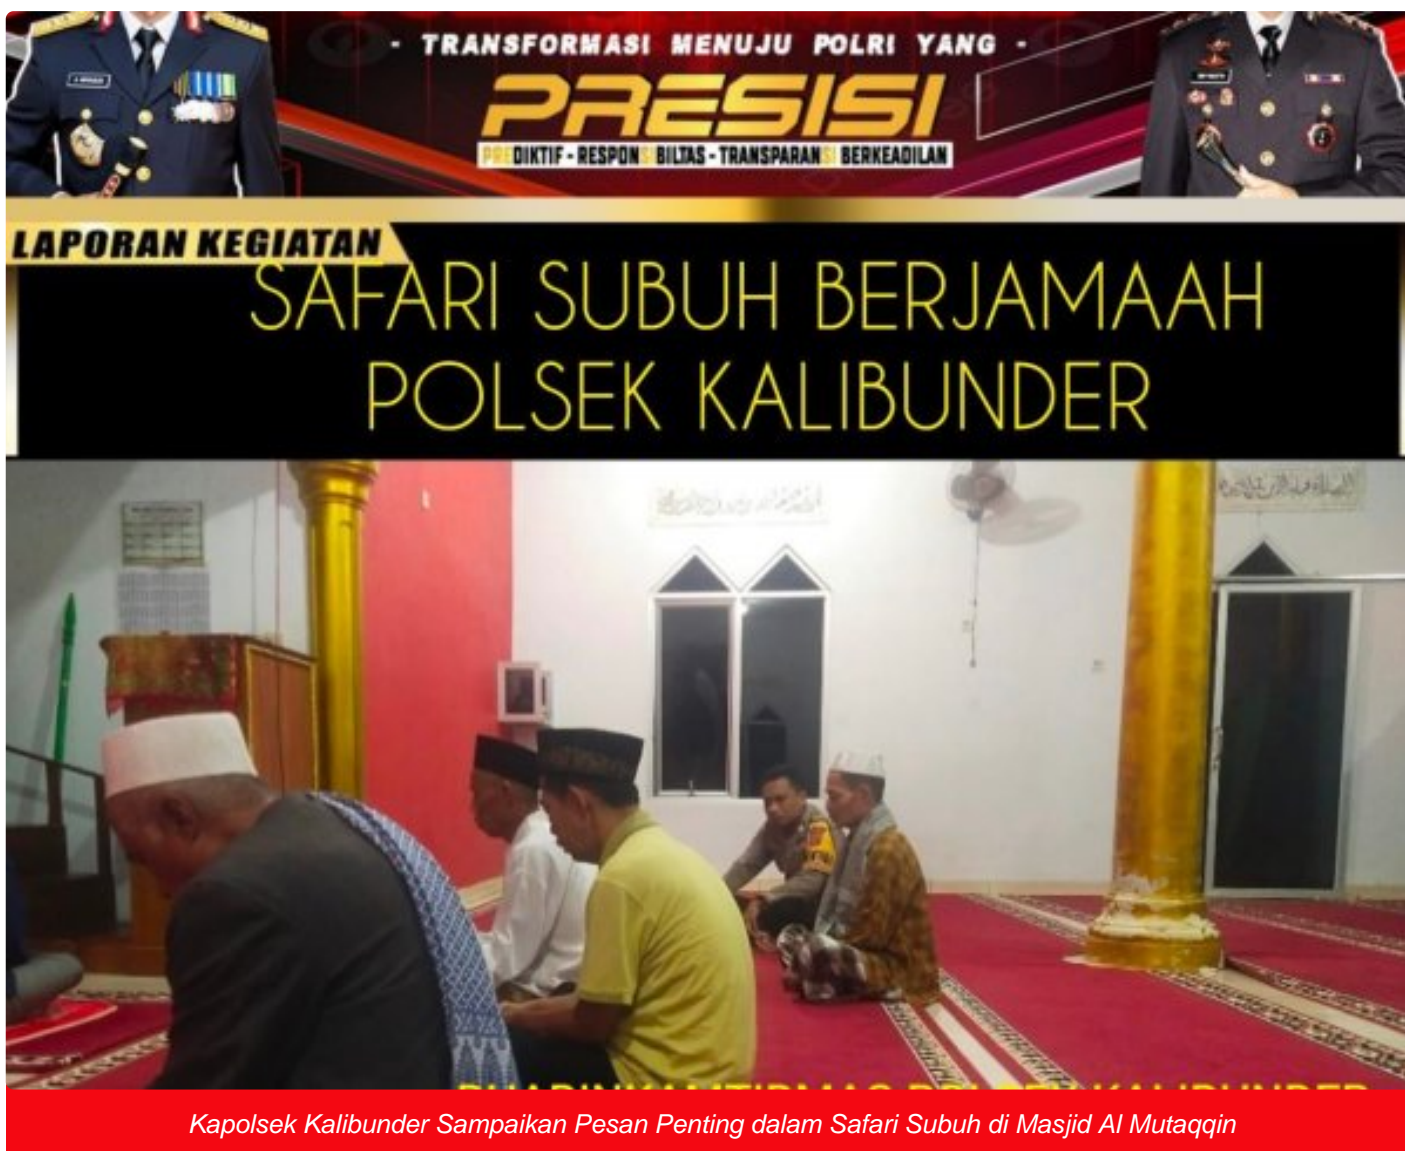 - TRANSFORMASI MENUJU POLRI YANG -
PRESISI
PREDIKTIF - RESPONSIBILTAS - TRANSPARANSI BERKEADILAN
LAPORAN KEGIATAN
SAFARI SUBUH BERJAMAAH
POLSEK KALIBUNDER
Kapolsek Kalibunder Sampaikan Pesan Penting dalam Safari Subuh di Masjid Al Mutaqqin